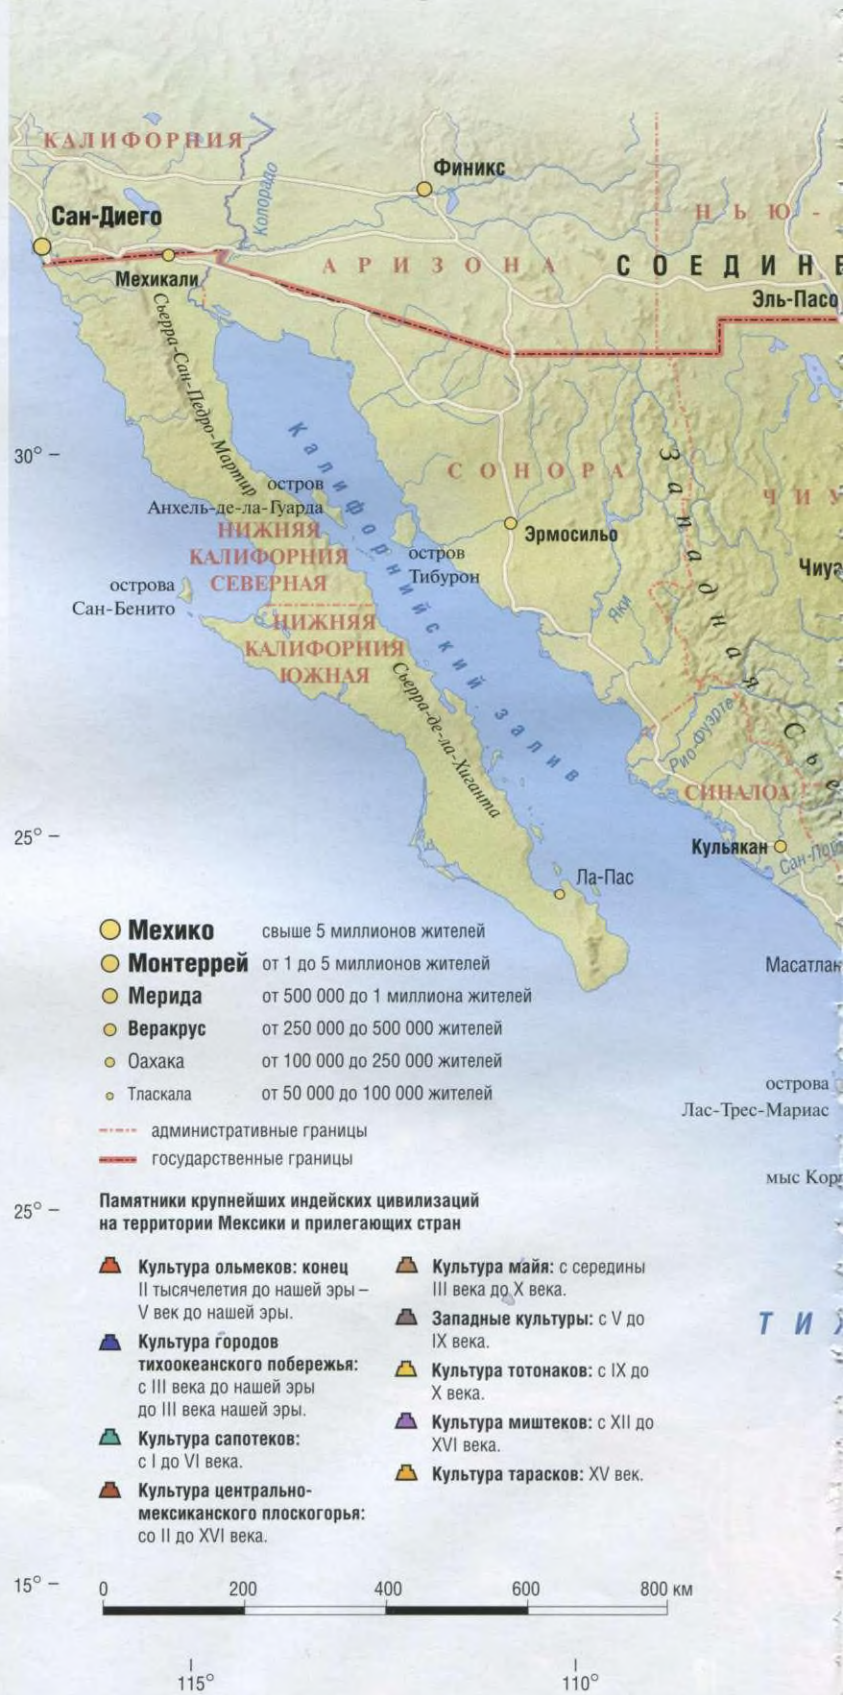 КАЛИФОРНИЯ
Колорадо
Финикс
Сан-Диего
НЬЮ-
АРИЗОНА
СОЕДИНЕ
Мехикали
Эль-Пасо
Сьерра-Сан-Педро-Мартир
30°
Калифорнийский залив
СОНОРА
Западная
Сье
ЧИУ
остров
Анхель-де-ла-Гуарда
Эрмосильо
НИЖНЯЯ
КАЛИФОРНИЯ
СЕВЕРНАЯ
остров
Тибурон
Чиуа
острова
Сан-Бенито
Яки
НИЖНЯЯ
КАЛИФОРНИЯ
ЮЖНАЯ
Сьерра-де-ла-Хиганта
Рио-Фуэрте
СИНАЛОА
25°
Кульякан
Сан-Ло
Ла-Пас
Мехико свыше 5 миллионов жителей
Монтеррей от 1 до 5 миллионов жителей
Мерида от 500 000 до 1 миллиона жителей
Веракрус от 250 000 до 500 000 жителей
Оахака от 100 000 до 250 000 жителей
Тласкала от 50 000 до 100 000 жителей
Масатлан
острова
Лас-Трес-Мариас
административные границы
государственные границы
мыс Кор
25°
Памятники крупнейших индейских цивилизаций
на территории Мексики и прилегающих стран
Культура ольмеков: конец
II тысячелетия до нашей эры –
V век до нашей эры.
Культура городов
тихоокеанского побережья:
с III века до нашей эры
до III века нашей эры.
Культура сапотеков:
с I до VI века.
Культура центрально-
мексиканского плоскогорья:
со II до XVI века.
Культура майя: с середины
III века до X века.
Западные культуры: с V до
IX века.
Культура тотонаков: с IX до
X века.
Культура миштеков: с XII до
XVI века.
Культура тарасков: XV век.
ТИХ
15°
0 200 400 600 800 км
115° 110°